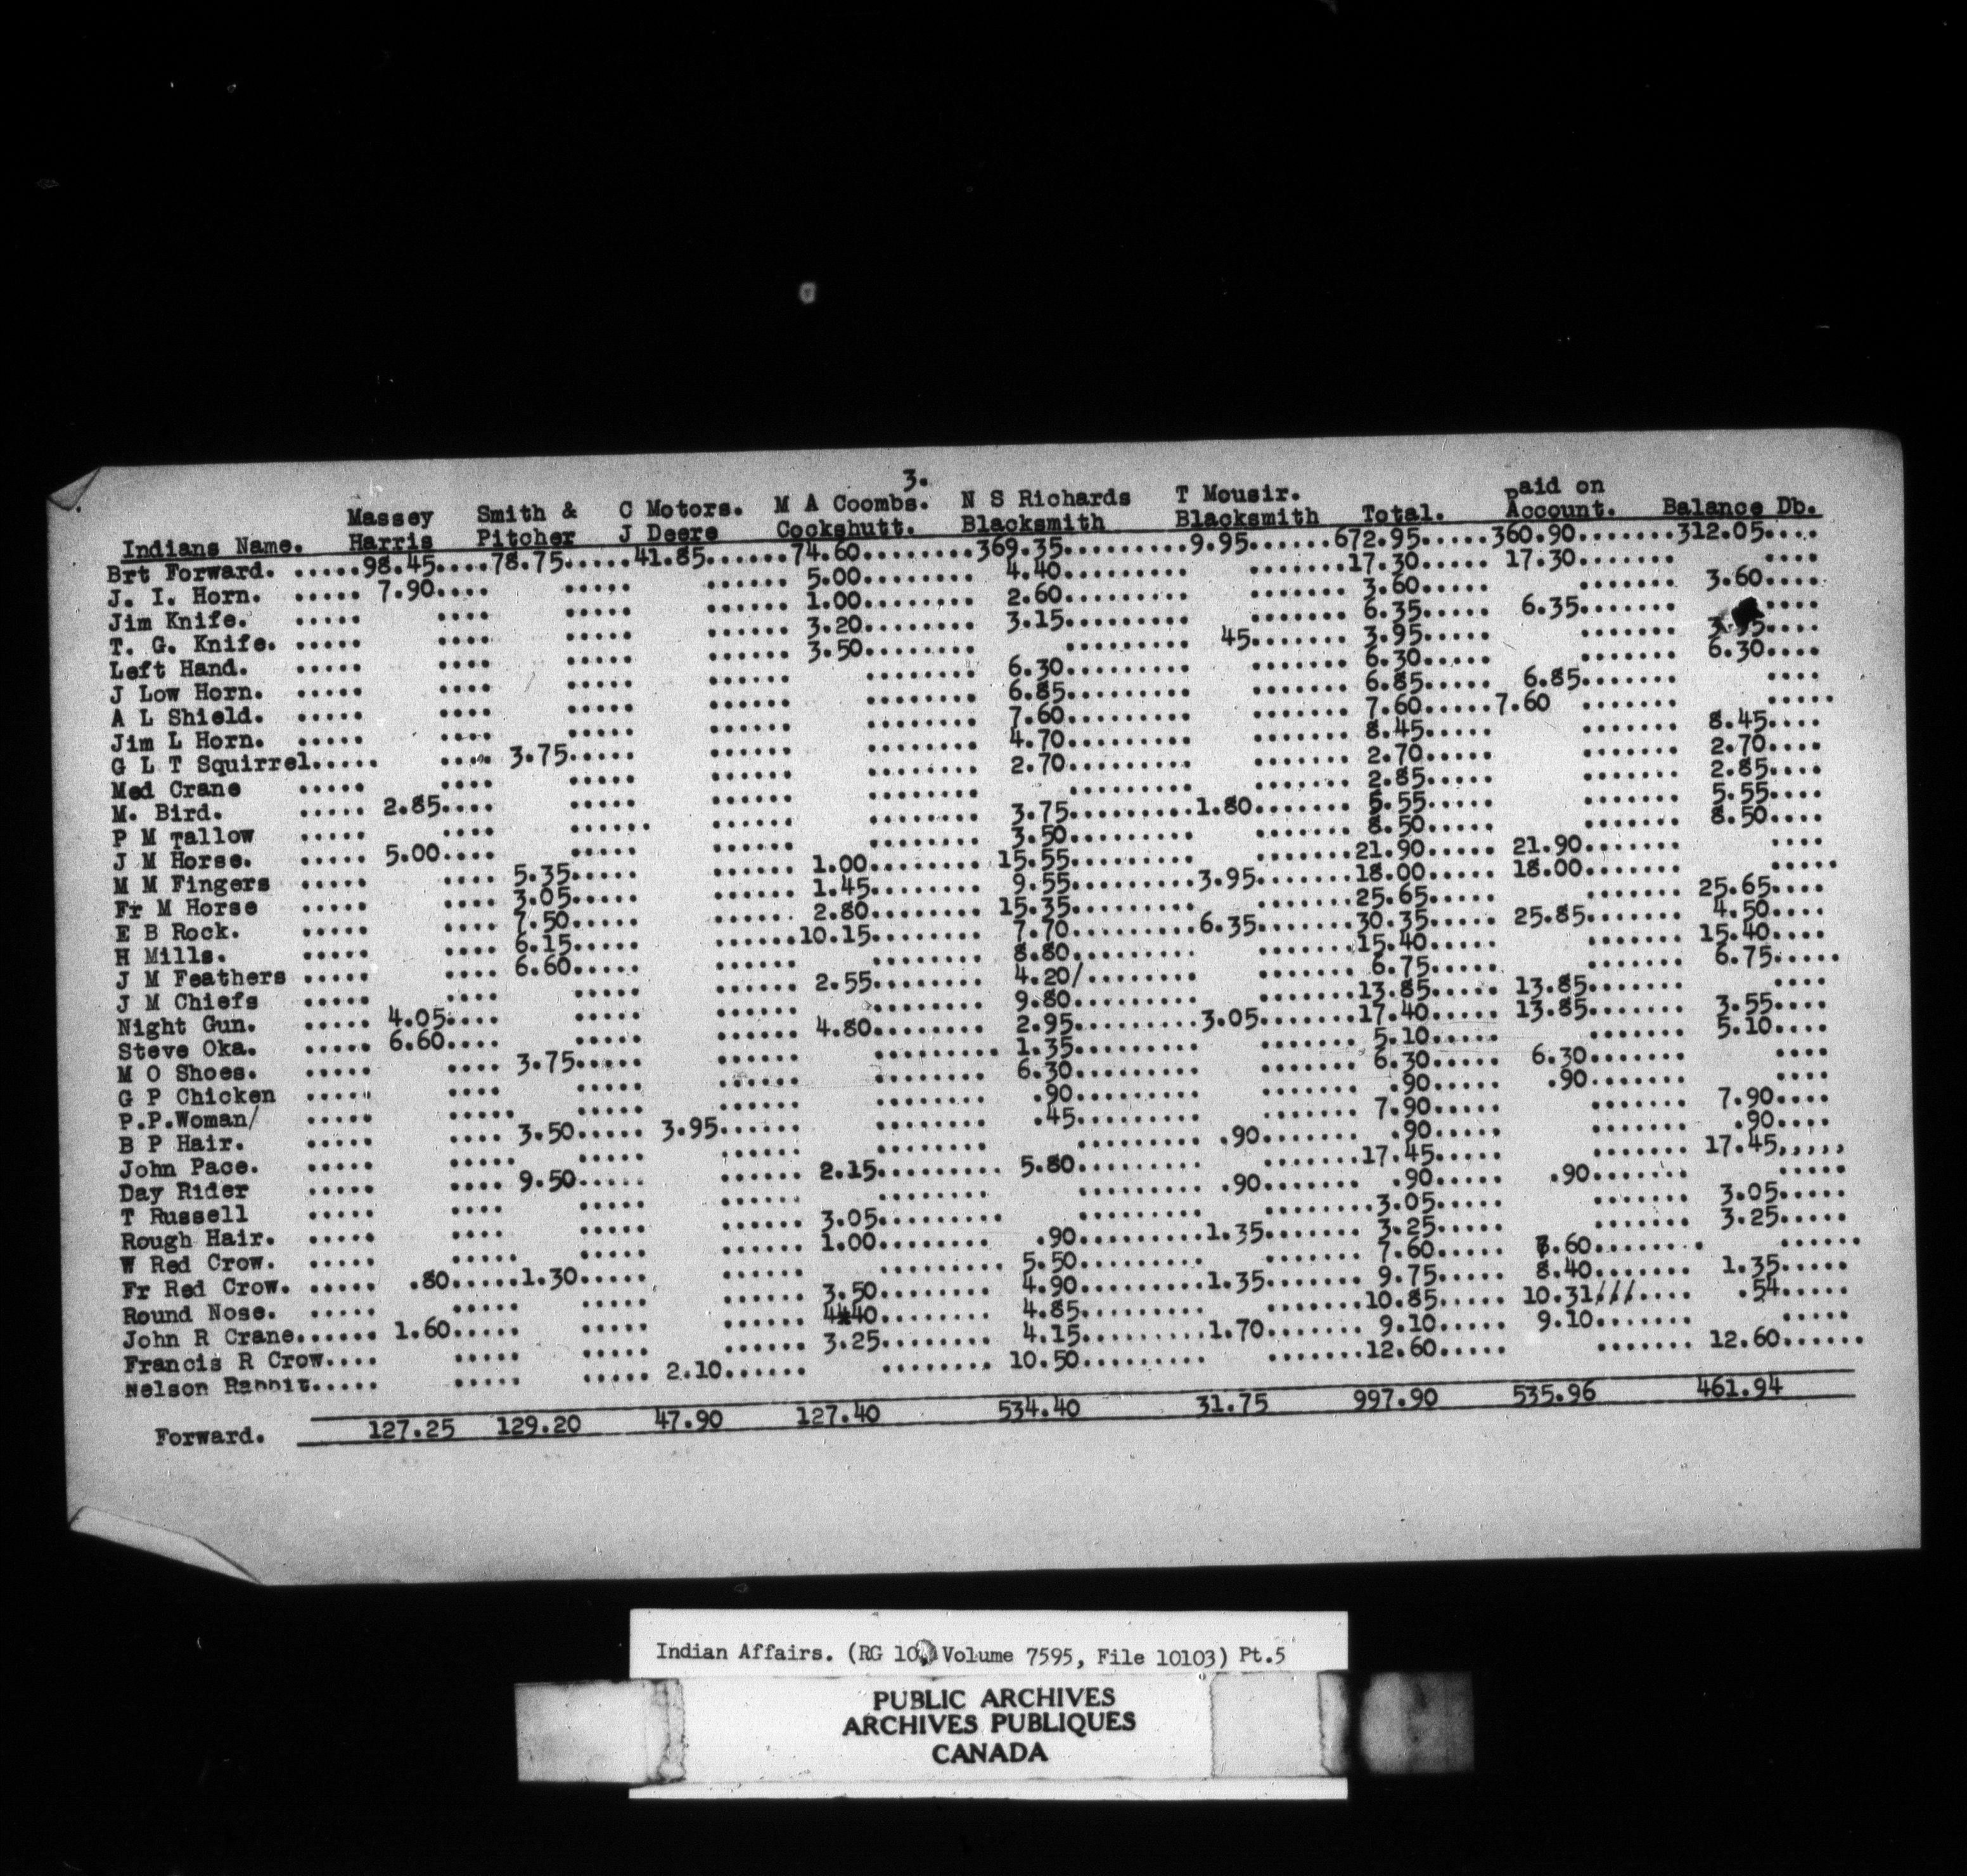 3.
Massey Smith & C Motors. M A Coombs. N S Richards T Mousir. Paid on
Indians Name. Harris Pitcher J Deere Cockshutt. Blacksmith Blacksmith Total. Account. Balance Db.
Brt Forward. .....98.45....78.75.....41.85......74.60........369.35.........9.95......672.95.....360.90.......312.05....
J. I. Horn. ..... 7.90.... ..... ...... 5.00........ 4.40......... .......17.30..... 17.30....... ....
Jim Knife. ..... .... ..... ...... 1.00........ 2.60......... ....... 3.60..... ....... 3.60....
T. G. Knife. ..... .... ..... ...... 3.20........ 3.15......... ....... 6.35..... 6.35....... ....
Left Hand. ..... .... ..... ...... 3.50........ ......... 45....... 3.95..... ....... 3.95....
J Low Horn. ..... .... ..... ...... ........ 6.30......... ....... 6.30..... ....... 6.30....
A L Shield. ..... .... ..... ...... ........ 6.85......... ....... 6.85..... 6.85....... ....
Jim L Horn. ..... .... ..... ...... ........ 7.60......... ....... 7.60.....7.60 ....... .....
G L T Squirrel..... .... 3.75..... ...... ........ 4.70......... ....... 8.45..... ....... 8.45....
Med Crane ..... .... ..... ...... ........ 2.70......... ....... 2.70..... ....... 2.70....
M. Bird. ..... 2.85.... ..... ...... ........ ......... ....... 2.85..... ....... 2.85....
P M Tallow ..... .... ...... ...... ........ 3.75.........1.80....... 5.55..... ....... 5.55....
J M Horse. ..... 5.00.... ..... ...... ........ 3.50......... ....... 8.50..... ....... 8.50....
M M Fingers ..... .... 5.35..... ...... 1.00........ 15.55......... .......21.90..... 21.90....... ....
Fr M Horse ..... .... 3.05..... ...... 1.45........ 9.55.........3.95.......18.00..... 18.00....... .....
E B Rock. ..... .... 7.50..... ...... 2.80........ 15.35......... .......25.65..... ....... 25.65....
H Mills. ..... .... 6.15..... ......10.15........ 7.70.........6.35.......30.35..... 25.85....... 4.50....
J M Feathers ..... .... 6.60..... ...... ........ 8.80......... .......15.40..... ....... 15.40....
J M Chiefs ..... .... ..... ...... 2.55........ 4.20/........ ....... 6.75..... ....... 6.75.....
Night Gun. ..... 4.05.... ..... ...... ........ 9.80......... .......13.85..... 13.85....... ....
Steve Oka. ..... 6.60.... ..... ...... 4.80........ 2.95.........3.05.......17.40..... 13.85....... 3.55....
M O Shoes. ..... .... 3.75..... ...... ......... 1.35......... ....... 5.10..... ....... 5.10....
G P Chicken ..... .... ..... ...... ........ 6.30......... ....... 6.30..... 6.30....... ....
P.P.Woman/ ..... ..... ..... ...... ........ .90......... ....... .90..... .90....... ....
B P Hair. ..... .... 3.50..... 3.95...... ........ .45......... ....... 7.90..... ....... 7.90....
John Pace. ..... ..... ..... ...... ........ ......... .90....... .90..... ....... .90....
Day Rider ..... .... 9.50..... ...... 2.15......... 5.80......... .......17.45..... ....... 17.45,,,,,
T Russell ..... .... ..... ...... ........ ......... .90....... .90..... .90....... .....
Rough Hair. ..... .... ..... ...... 3.05......... ......... .......3.05..... ....... 3.05.....
W Red Crow. ..... ..... ..... ...... 1.00........ .90.........1.35....... 3.25..... ....... 3.25.....
Fr Red Crow. ..... .80.....1.30..... ...... ........ 5.50......... ....... 7.60..... 7.60........ ......
Round Nose. ..... ..... ..... ...... 3.50........ 4.90.........1.35....... 9.75..... 8.40....... 1.35.....
John R Crane...... 1.60..... ..... ...... 4.40........ 4.85......... .......10.85..... 10.31///.... .54.....
Francis R Crow.... ..... ..... ...... 3.25........ 4.15.........1.70....... 9.10..... 9.10....... .....
Nelson Rabbit..... ..... ..... 2.10...... ........ 10.50......... .......12.60..... ....... 12.60......
Forward. 127.25 129.20 47.90 127.40 534.40 31.75 997.90 535.96 461.94
Indian Affairs. (RG 10, Volume 7595, File 10103) Pt.5
PUBLIC ARCHIVES
ARCHIVES PUBLIQUES
CANADA